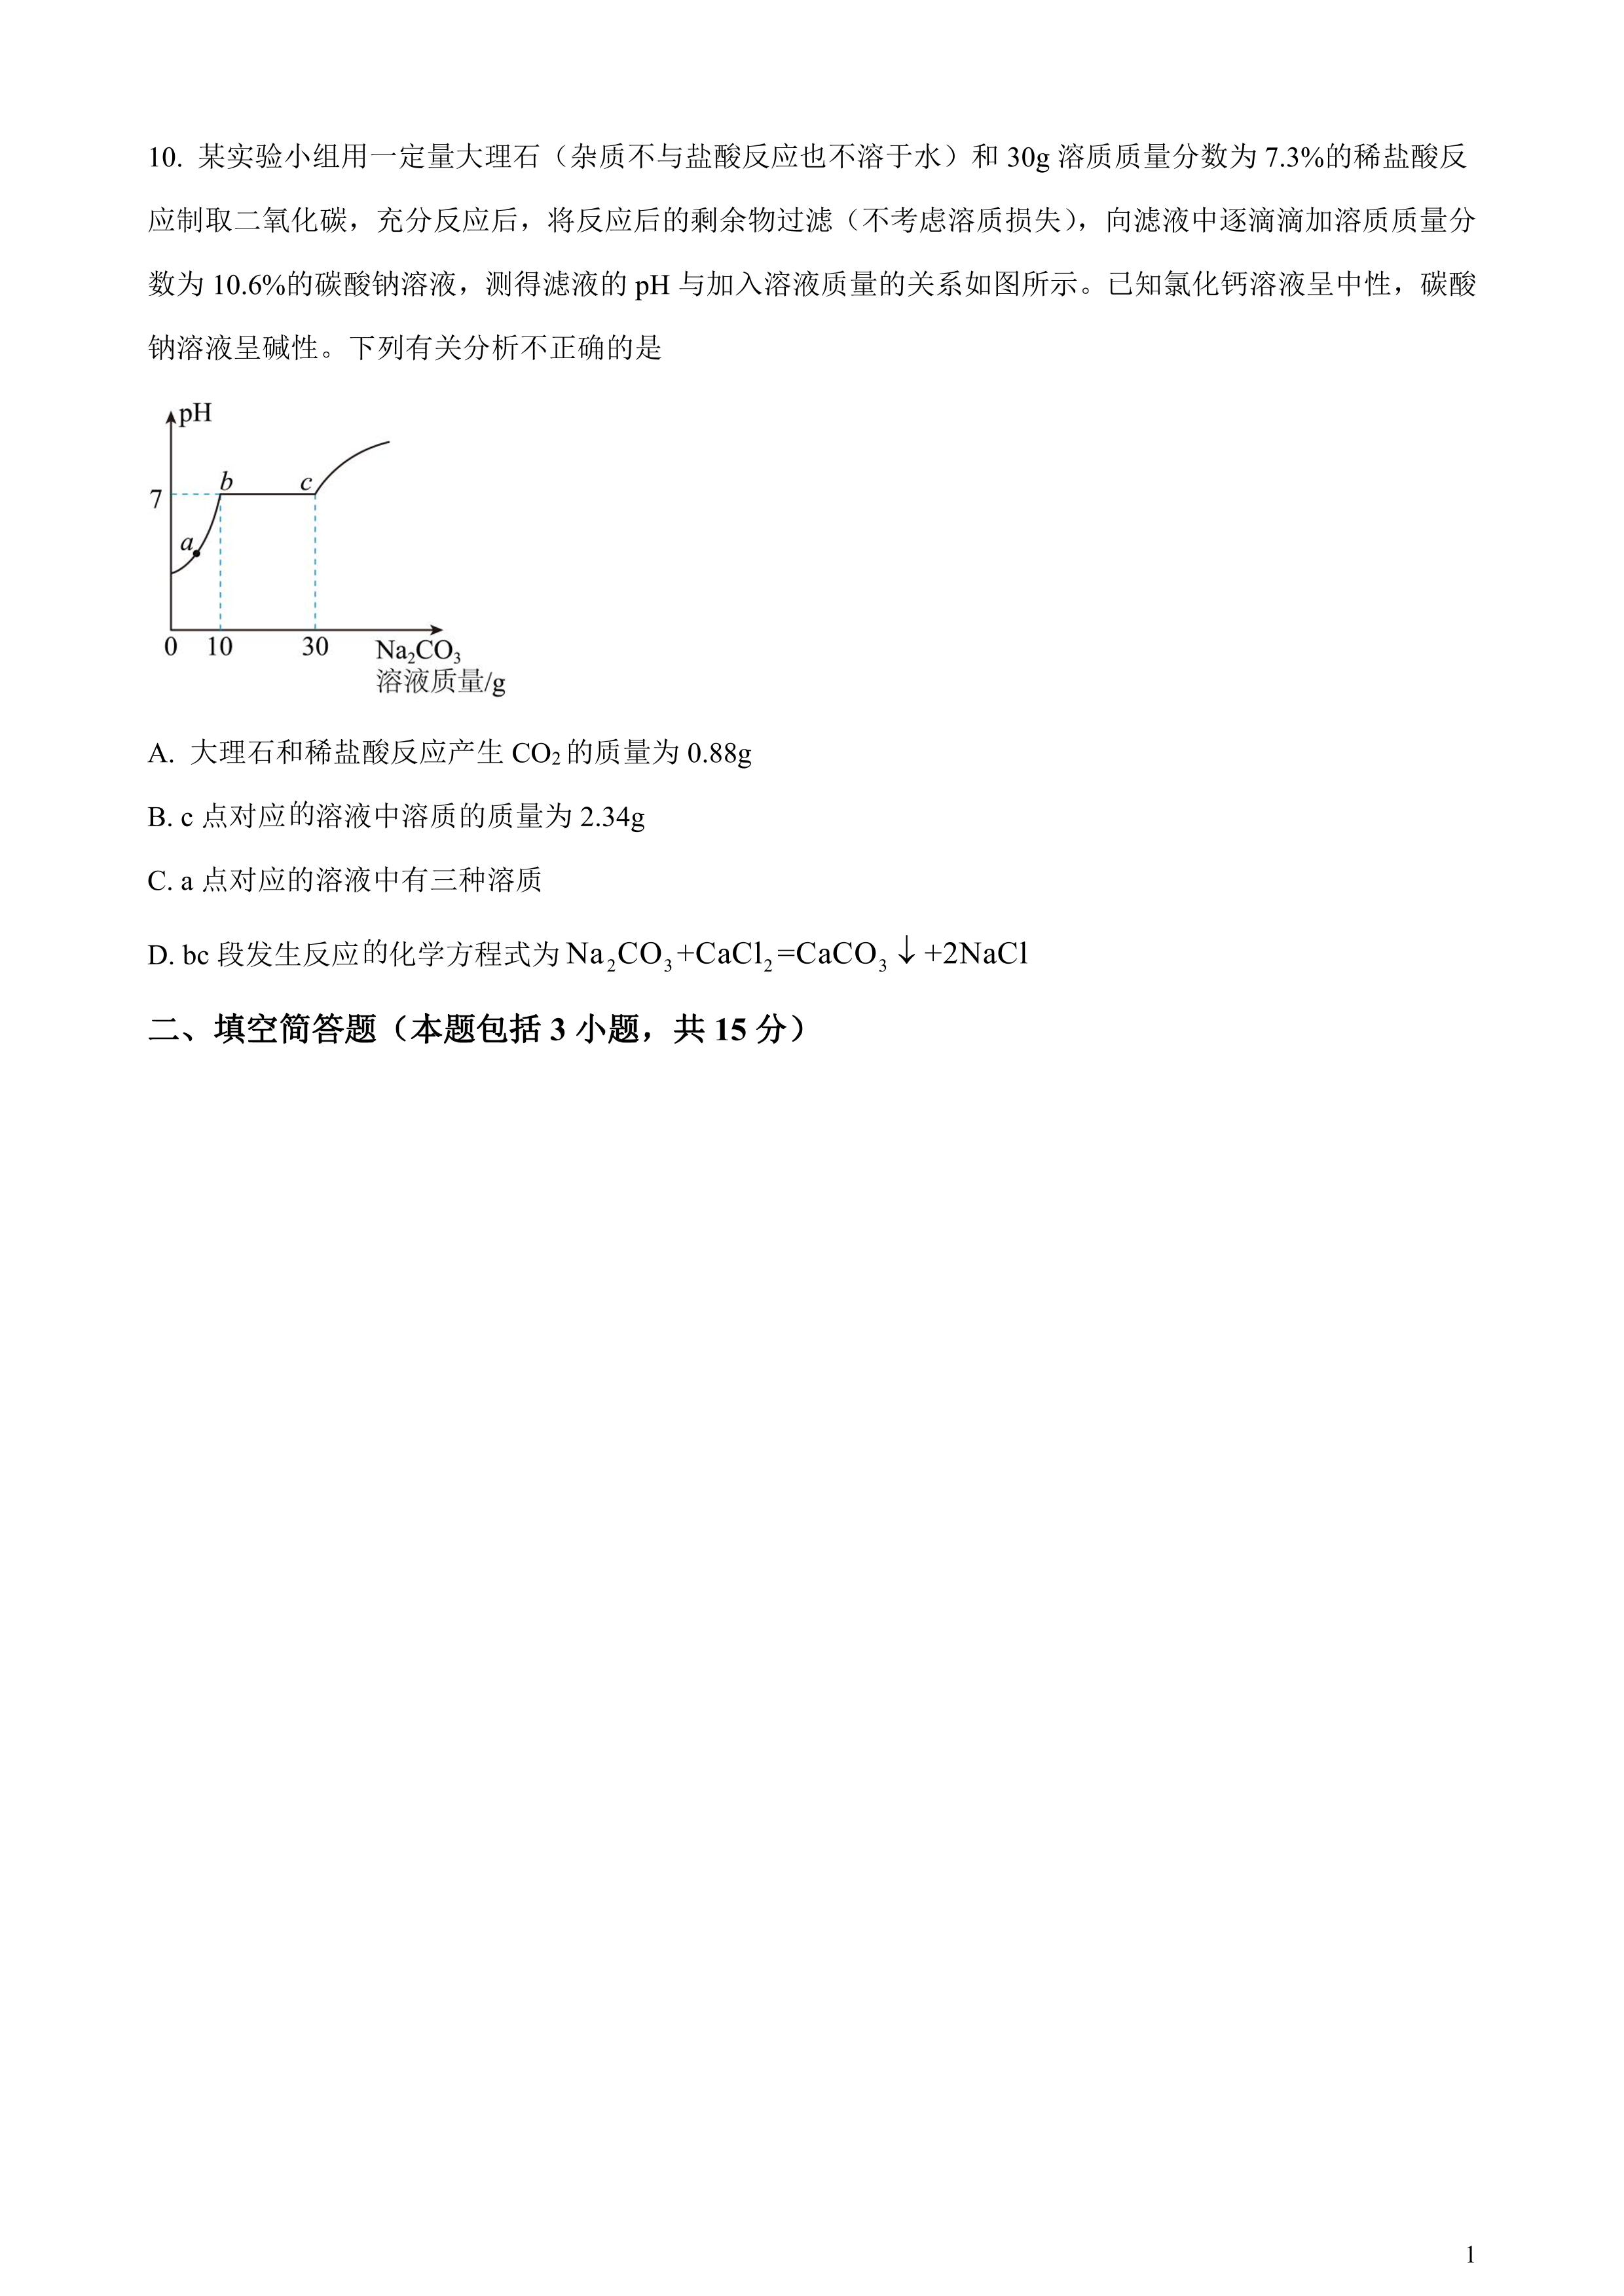 10. 某实验小组用一定量大理石（杂质不与盐酸反应也不溶于水）和 30g 溶质质量分数为 7.3%的稀盐酸反
应制取二氧化碳，充分反应后，将反应后的剩余物过滤（不考虑溶质损失），向滤液中逐滴滴加溶质质量分
数为 10.6%的碳酸钠溶液，测得滤液的 pH 与加入溶液质量的关系如图所示。已知氯化钙溶液呈中性，碳酸
钠溶液呈碱性。下列有关分析不正确的是
pH
b
c
7
a
0 10 30 Na₂CO₃
溶液质量/g
A. 大理石和稀盐酸反应产生 CO₂的质量为 0.88g
B. c 点对应的溶液中溶质的质量为 2.34g
C. a 点对应的溶液中有三种溶质
D. bc 段发生反应的化学方程式为 Na₂CO₃+CaCl₂=CaCO₃↓+2NaCl
二、填空简答题（本题包括 3 小题，共 15 分）
1